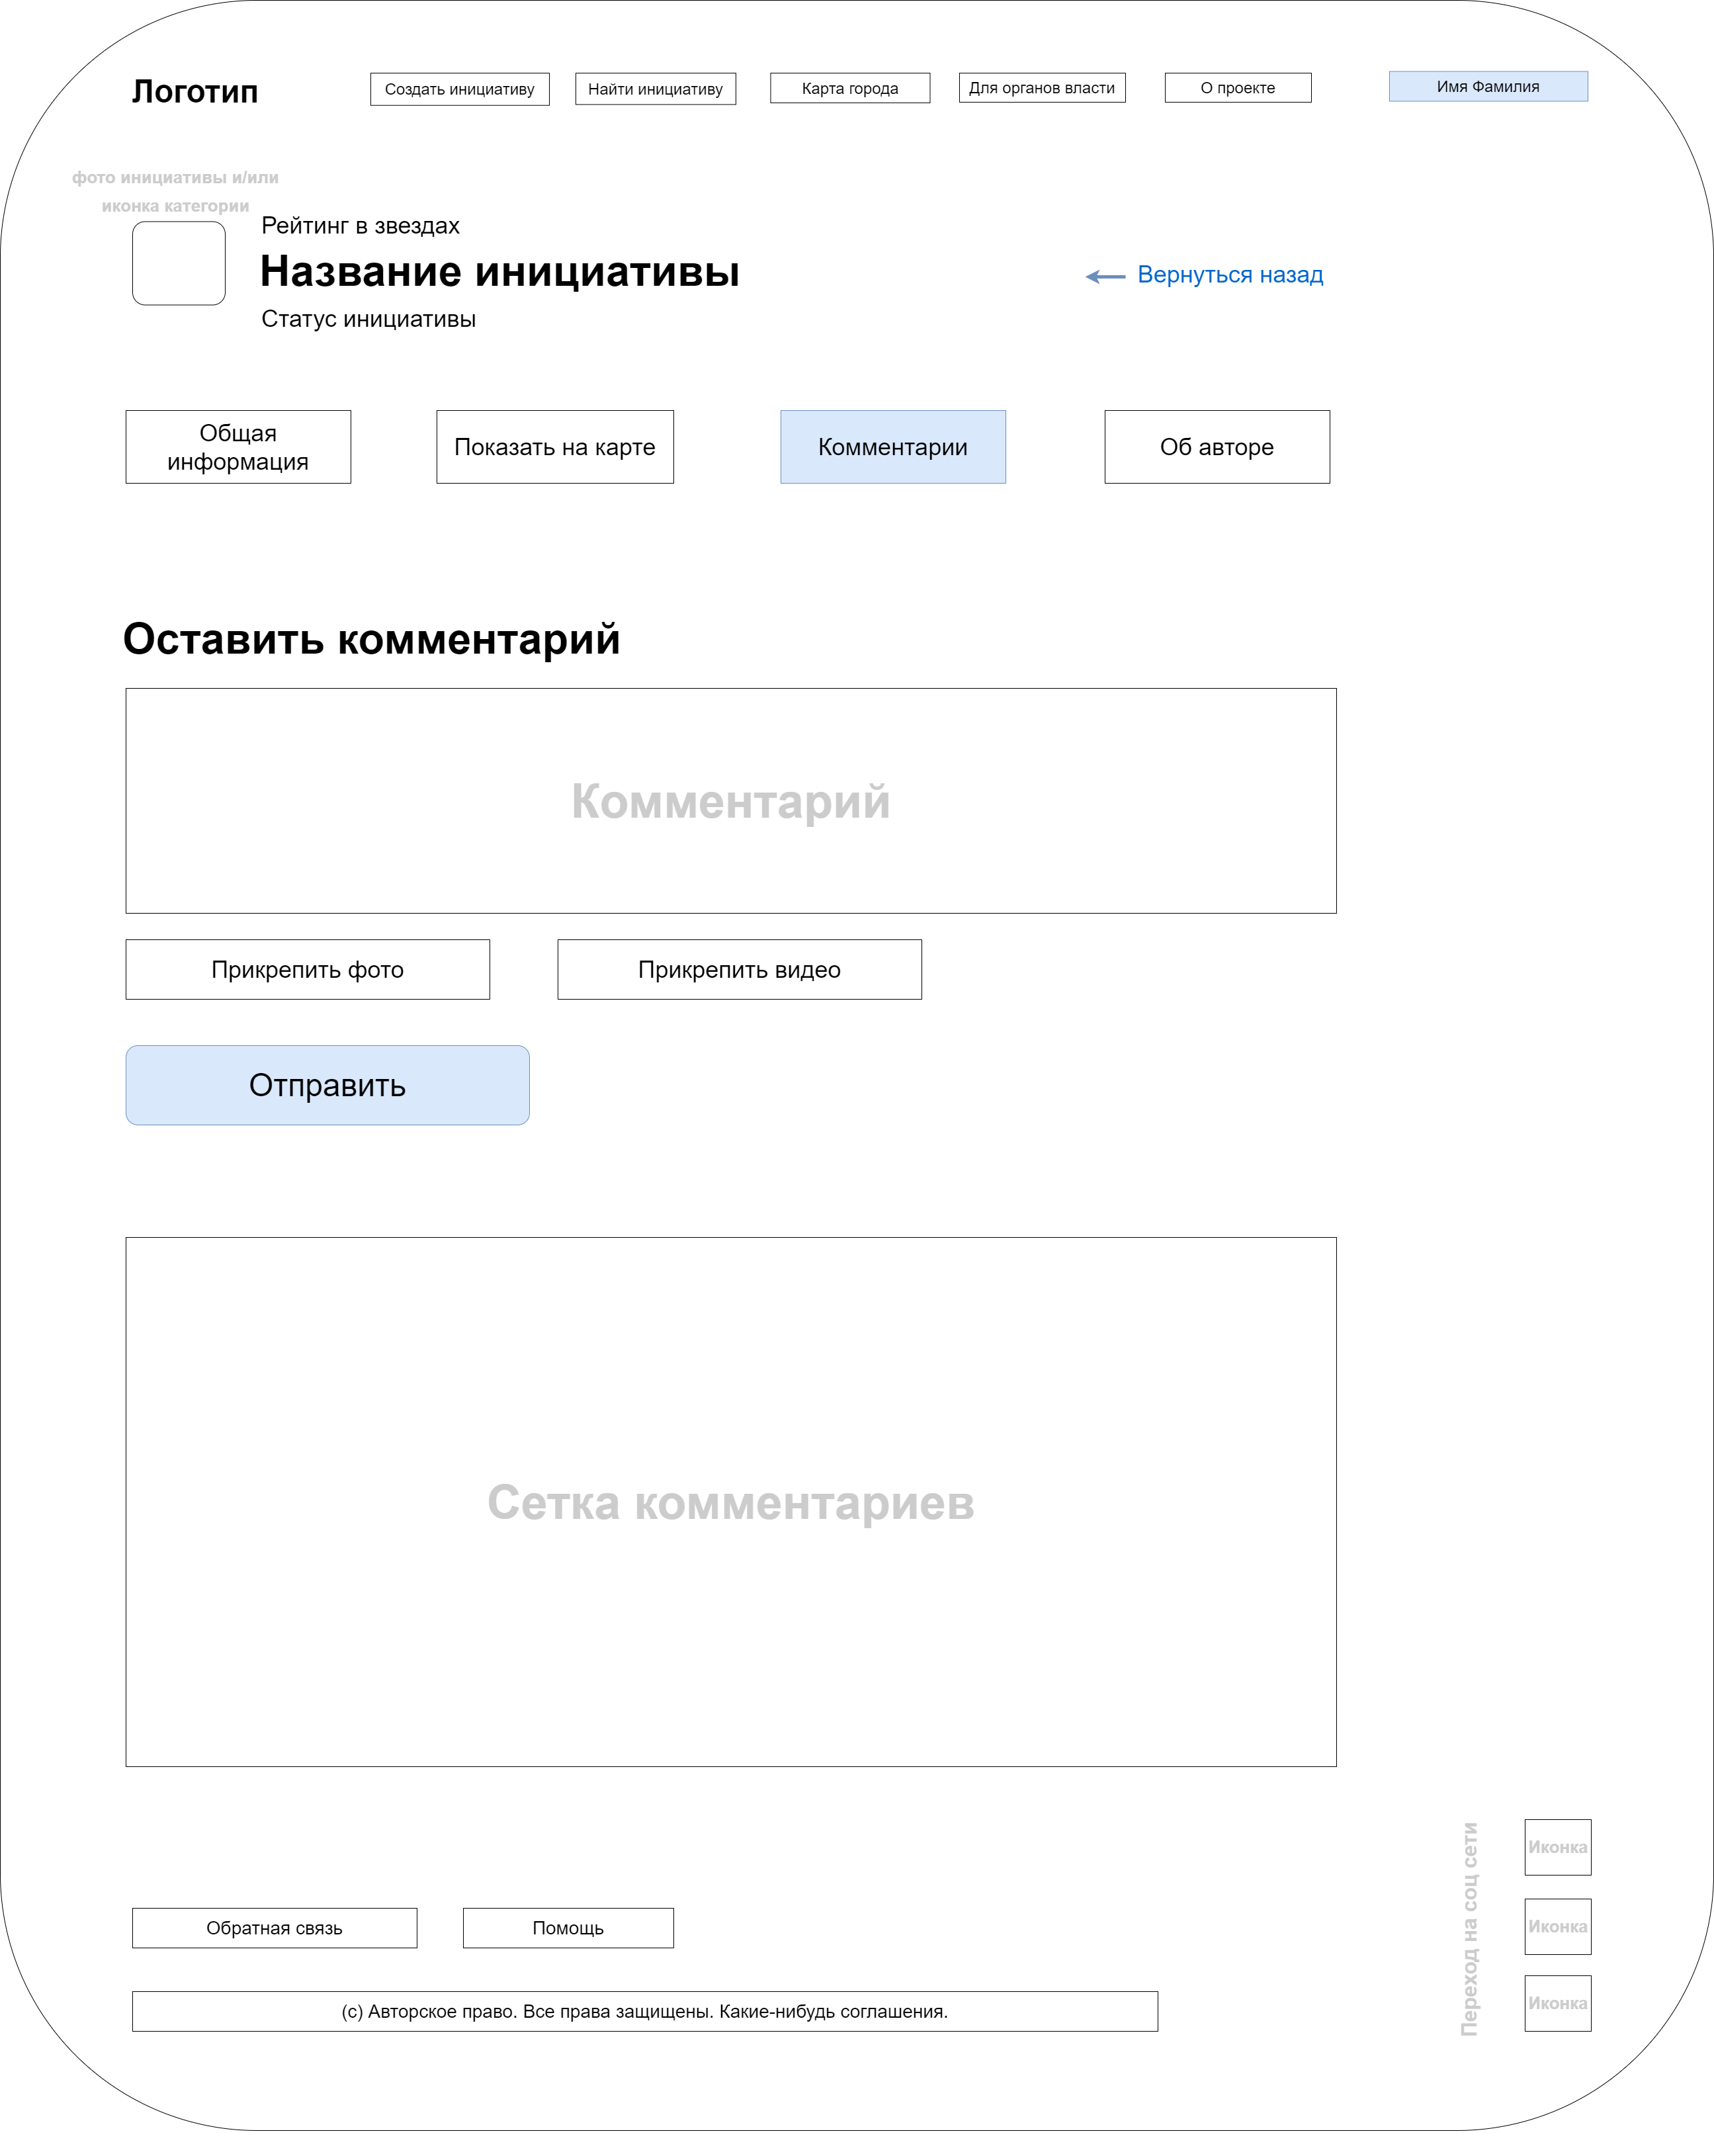 Логотип
Создать инициативу
Найти инициативу
Карта города
Для органов власти
О проекте
Имя Фамилия
фото инициативы и/или
иконка категории
Рейтинг в звездах
Название инициативы
Статус инициативы
Вернуться назад
Общая
информация
Показать на карте
Комментарии
Об авторе
Оставить комментарий
Комментарий
Прикрепить фото
Прикрепить видео
Отправить
Сетка комментариев
Переход на соц сети
Иконка
Иконка
Иконка
Обратная связь
Помощь
(с) Авторское право. Все права защищены. Какие-нибудь соглашения.